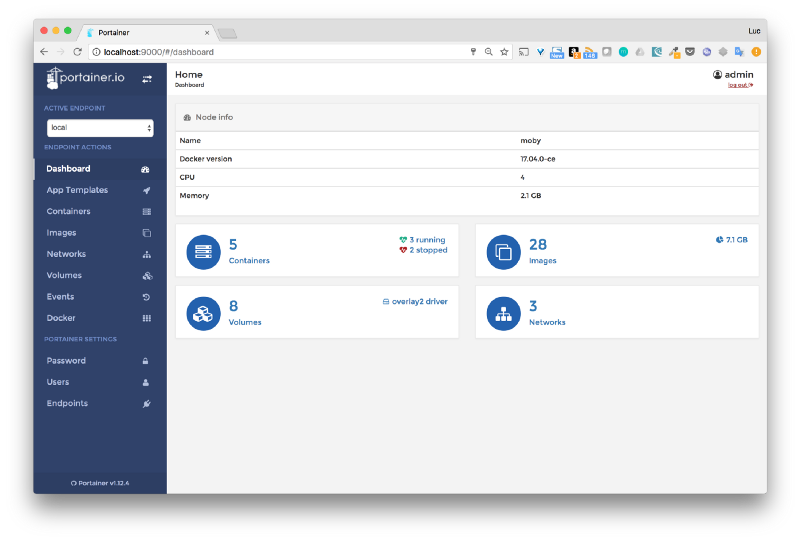 Portainer
Luc
localhost:9000/#/dashboard
New
2
146
portainer.io
Home
Dashboard
admin
log out
ACTIVE ENDPOINT
local
ENDPOINT ACTIONS
Dashboard
App Templates
Containers
Images
Networks
Volumes
Events
Docker
PORTAINER SETTINGS
Password
Users
Endpoints
Portainer v1.12.4
Node info
Name moby
Docker version 17.04.0-ce
CPU 4
Memory 2.1 GB
5
Containers
3 running
2 stopped
28
Images
7.1 GB
8
Volumes
overlay2 driver
3
Networks